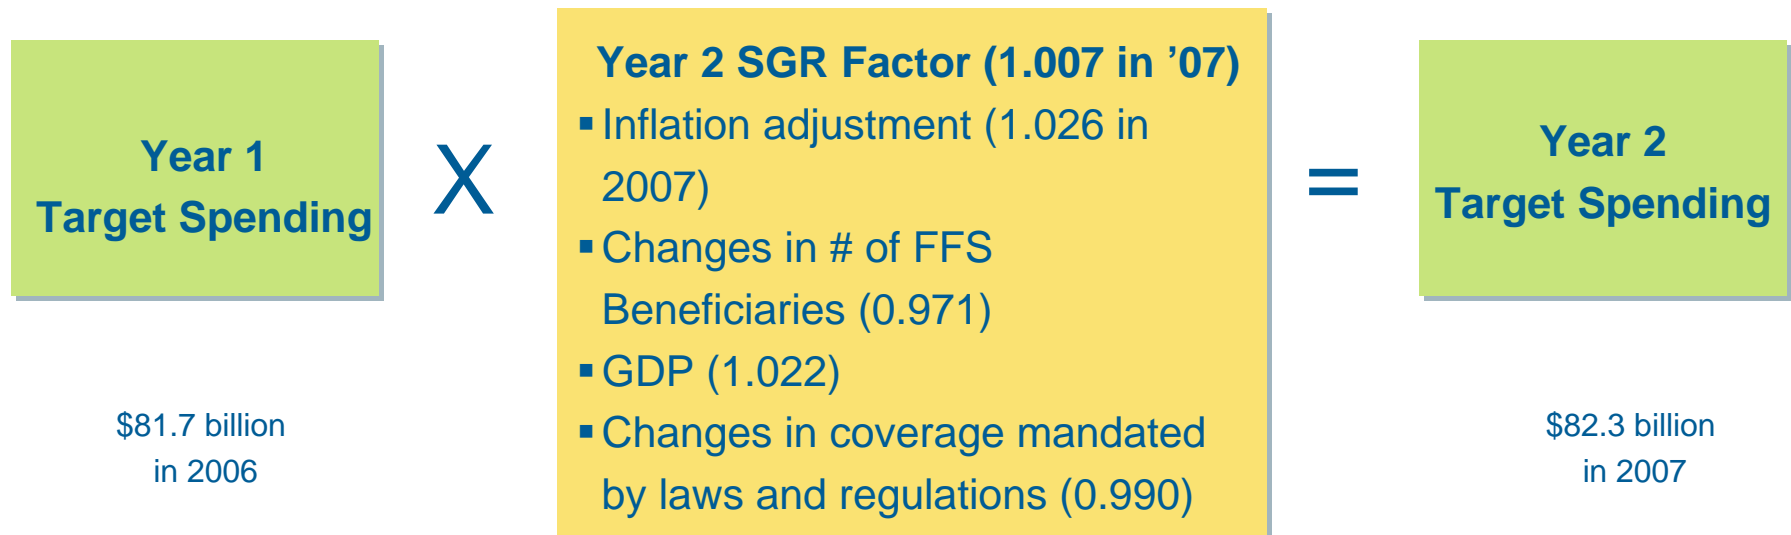 Year 1
Target Spending
X
Year 2 SGR Factor (1.007 in ’07)
▪ Inflation adjustment (1.026 in
2007)
▪ Changes in # of FFS
Beneficiaries (0.971)
▪ GDP (1.022)
▪ Changes in coverage mandated
by laws and regulations (0.990)
=
Year 2
Target Spending
$81.7 billion
in 2006
$82.3 billion
in 2007